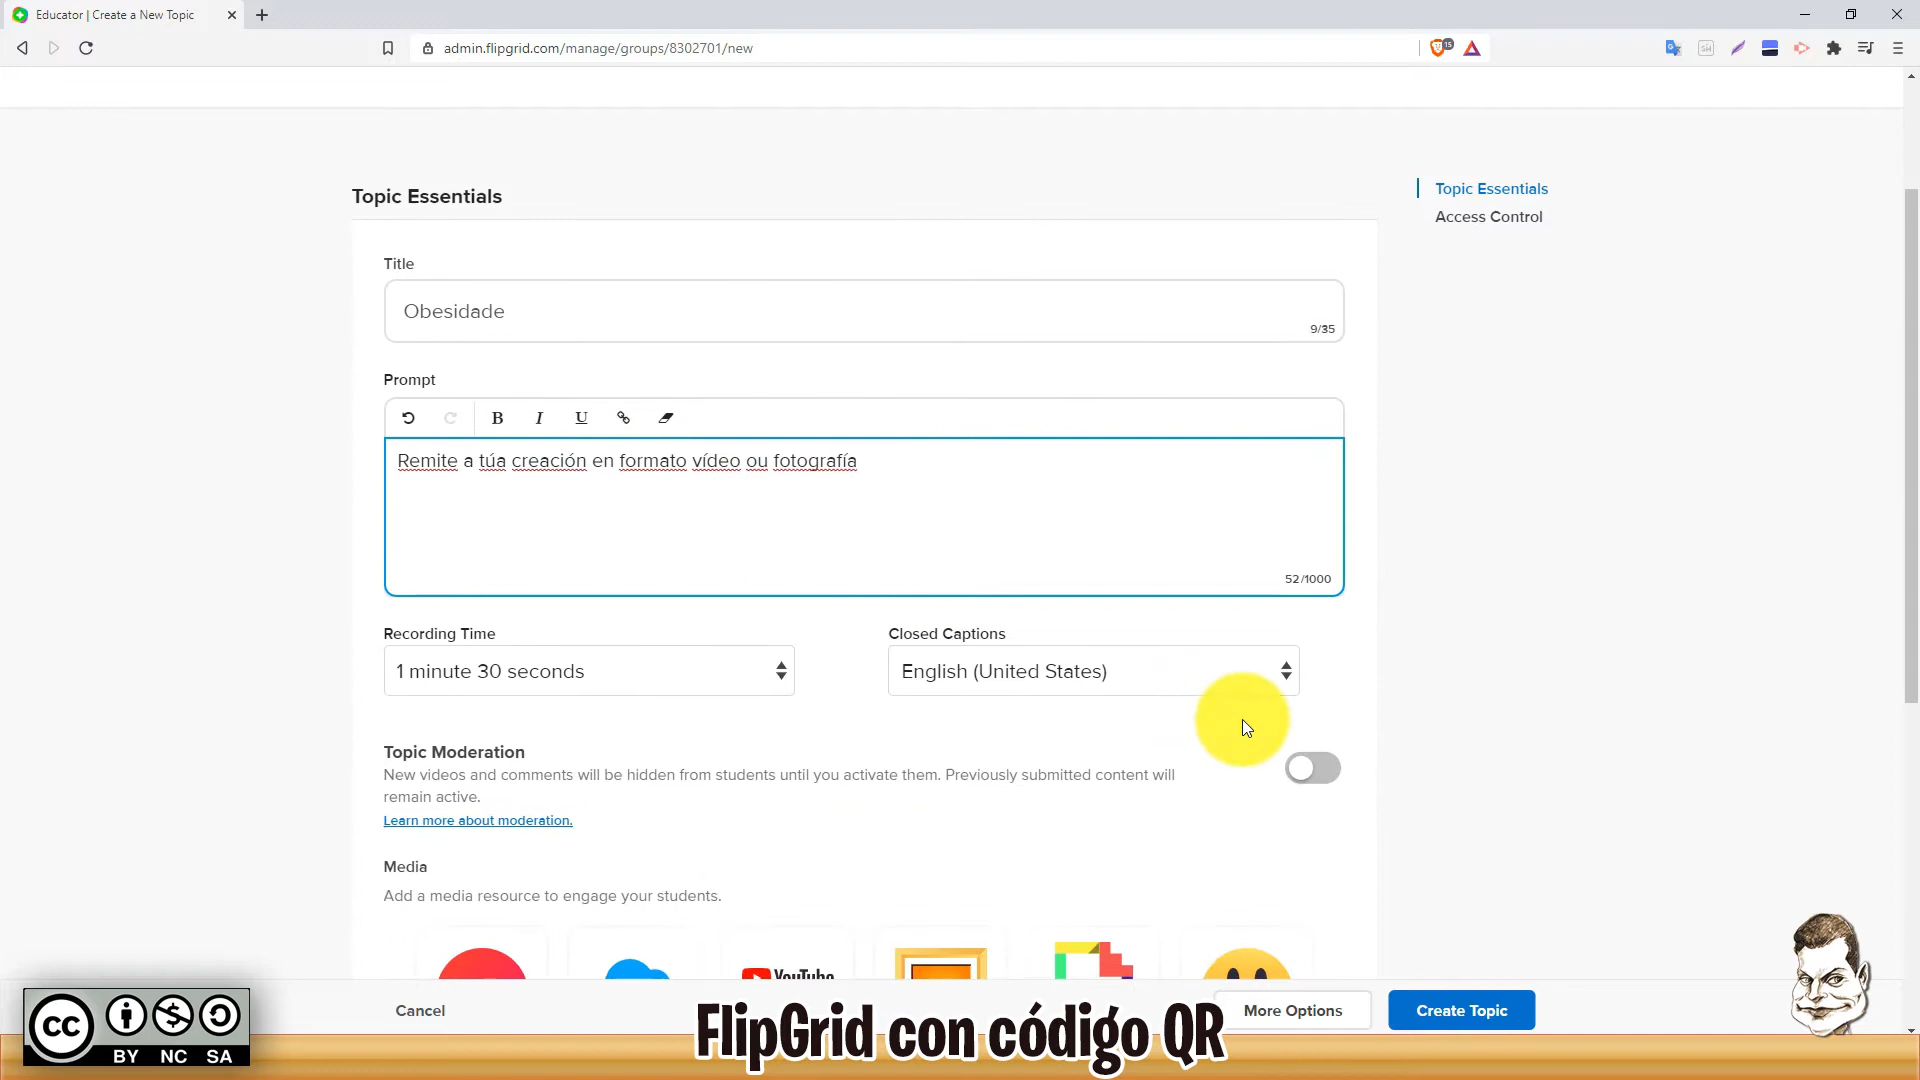 Educator | Create a New Topic
admin.flipgrid.com/manage/groups/8302701/new
15
Topic Essentials
Topic Essentials
Access Control
Title
Obesidade
9/35
Prompt
B I U
Remite a túa creación en formato vídeo ou fotografía
52/1000
Recording Time
Closed Captions
1 minute 30 seconds
English (United States)
Topic Moderation
New videos and comments will be hidden from students until you activate them. Previously submitted content will
remain active.
Learn more about moderation.
Media
Add a media resource to engage your students.
YouTube
Cancel
More Options
Create Topic
FlipGrid con código QR
cc
BY NC SA